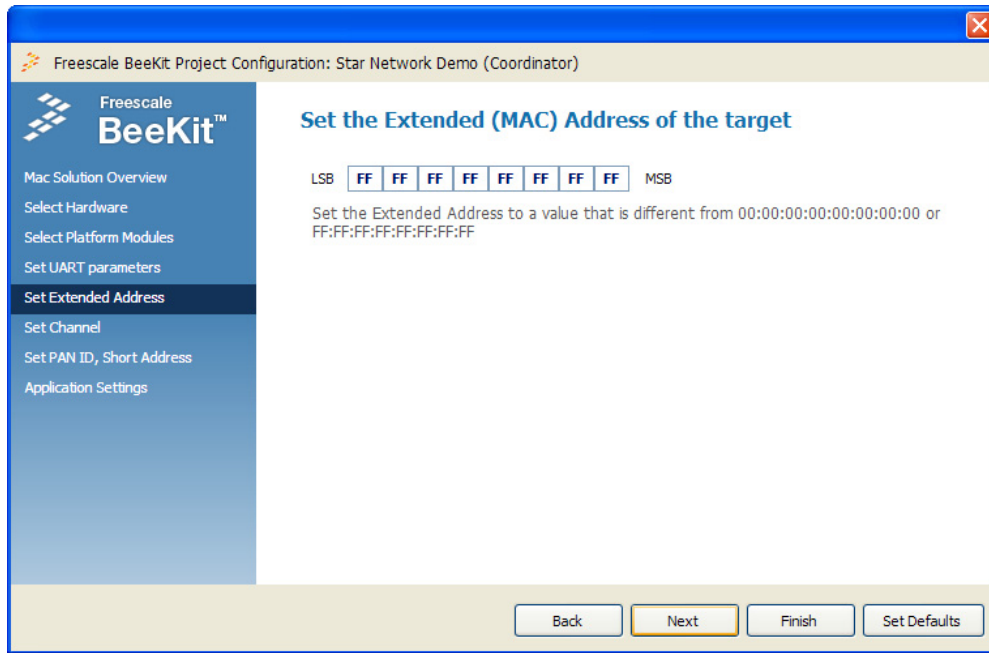 Freescale BeeKit Project Configuration: Star Network Demo (Coordinator)
Freescale
BeeKit™
Mac Solution Overview
Select Hardware
Select Platform Modules
Set UART parameters
Set Extended Address
Set Channel
Set PAN ID, Short Address
Application Settings
Set the Extended (MAC) Address of the target
LSB FF FF FF FF FF FF FF FF MSB
Set the Extended Address to a value that is different from 00:00:00:00:00:00:00:00 or
FF:FF:FF:FF:FF:FF:FF:FF
Back Next Finish Set Defaults